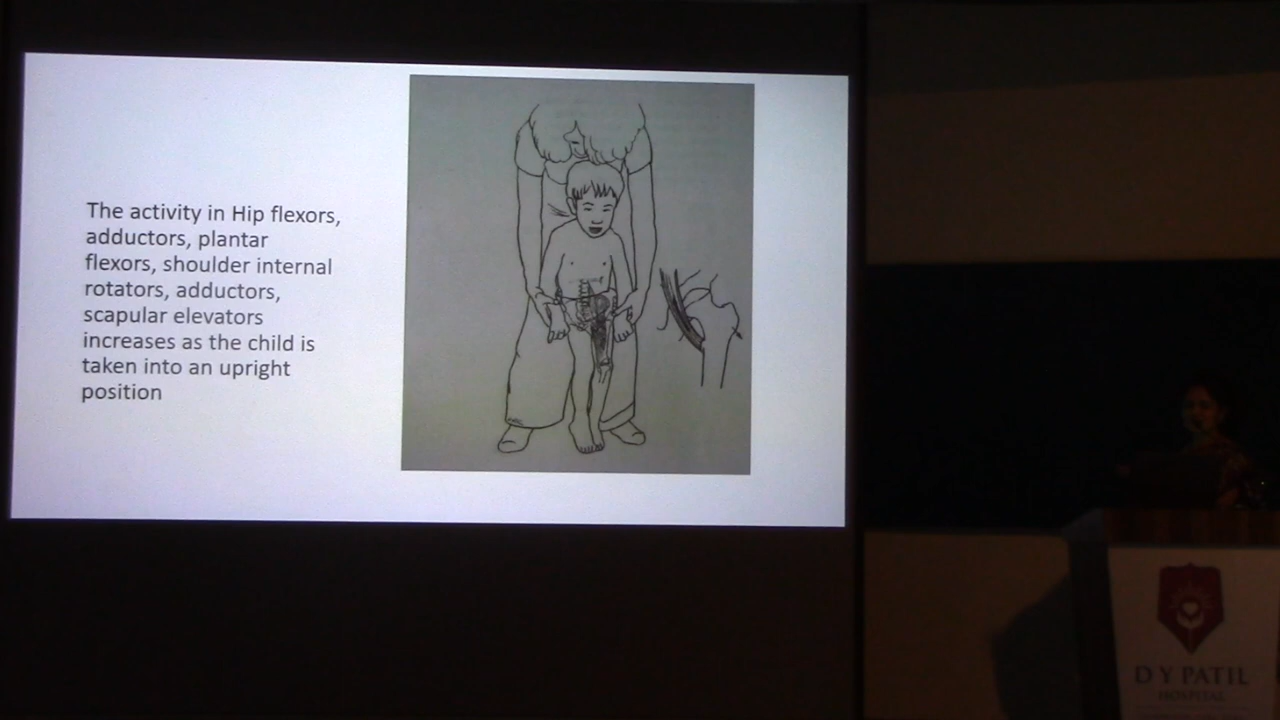 The activity in Hip flexors,
adductors, plantar
flexors, shoulder internal
rotators, adductors,
scapular elevators
increases as the child is
taken into an upright
position
D Y PATIL
HOSPITAL